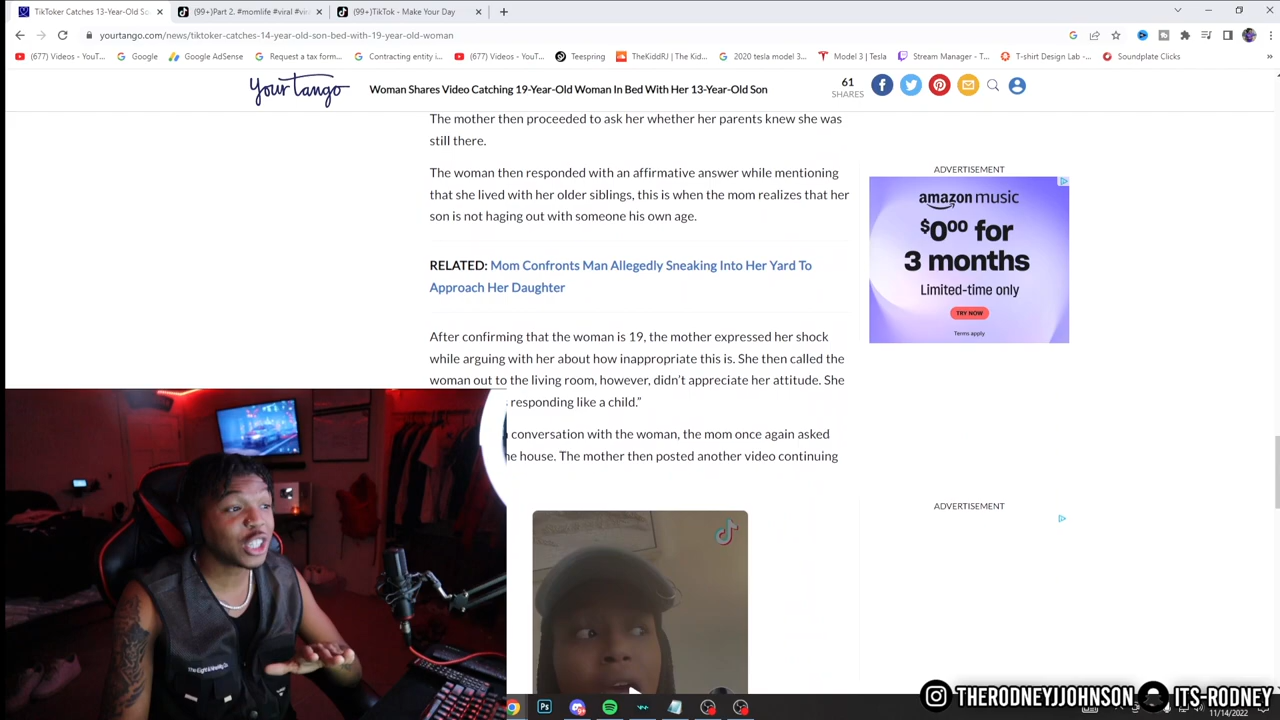 TikToker Catches 13-Year-Old So
(99+)Part 2. #momlife #viral #vir
(99+)TikTok - Make Your Day
yourtango.com/news/tiktoker-catches-14-year-old-son-bed-with-19-year-old-woman
(677) Videos - YouT...
Google
Google AdSense
Request a tax form...
Contracting entity i...
(677) Videos - YouT...
Teespring
TheKiddRJ | The Kid...
2020 tesla model 3...
Model 3 | Tesla
Stream Manager - T...
T-shirt Design Lab -...
Soundplate Clicks
YourTango
Woman Shares Video Catching 19-Year-Old Woman In Bed With Her 13-Year-Old Son
61
SHARES
The mother then proceeded to ask her whether her parents knew she was
still there.
The woman then responded with an affirmative answer while mentioning
that she lived with her older siblings, this is when the mom realizes that her
son is not haging out with someone his own age.
RELATED: Mom Confronts Man Allegedly Sneaking Into Her Yard To
Approach Her Daughter
After confirming that the woman is 19, the mother expressed her shock
while arguing with her about how inappropriate this is. She then called the
woman out to the living room, however, didn't appreciate her attitude. She
responding like a child."
conversation with the woman, the mom once again asked
he house. The mother then posted another video continuing
ADVERTISEMENT
amazon music
$0⁰⁰ for
3 months
Limited-time only
TRY NOW
Terms apply
ADVERTISEMENT
THERODNEYJJOHNSON
ITS-RODNEY
Ps
11/14/2022